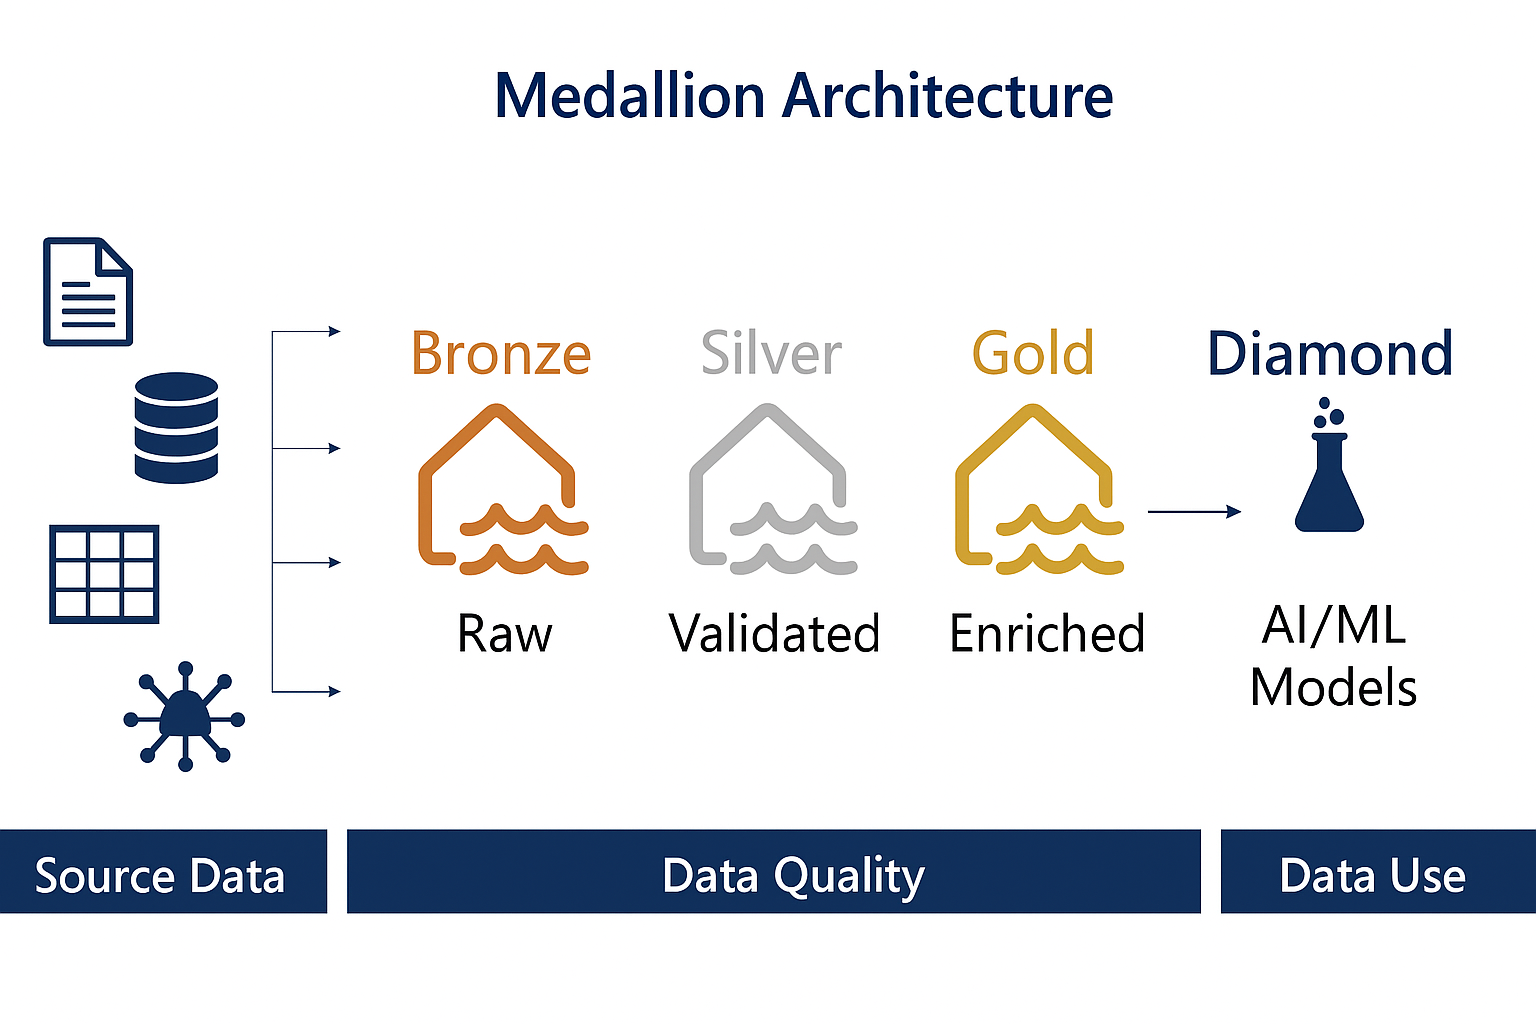 Medallion Architecture
Bronze
Silver
Gold
Diamond
Raw
Validated
Enriched
AI/ML
Models
Source Data
Data Quality
Data Use